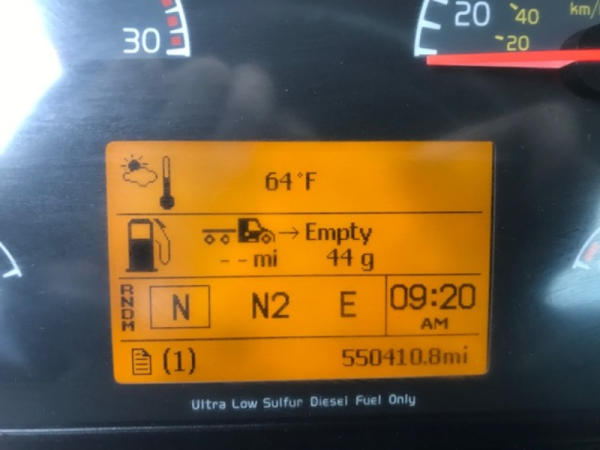 30
20
40
20
km/
64°F
→ Empty
-- mi 44 g
RNDM N N2 E 09:20
AM
(1) 550410.8mi
Ultra Low Sulfur Diesel Fuel Only